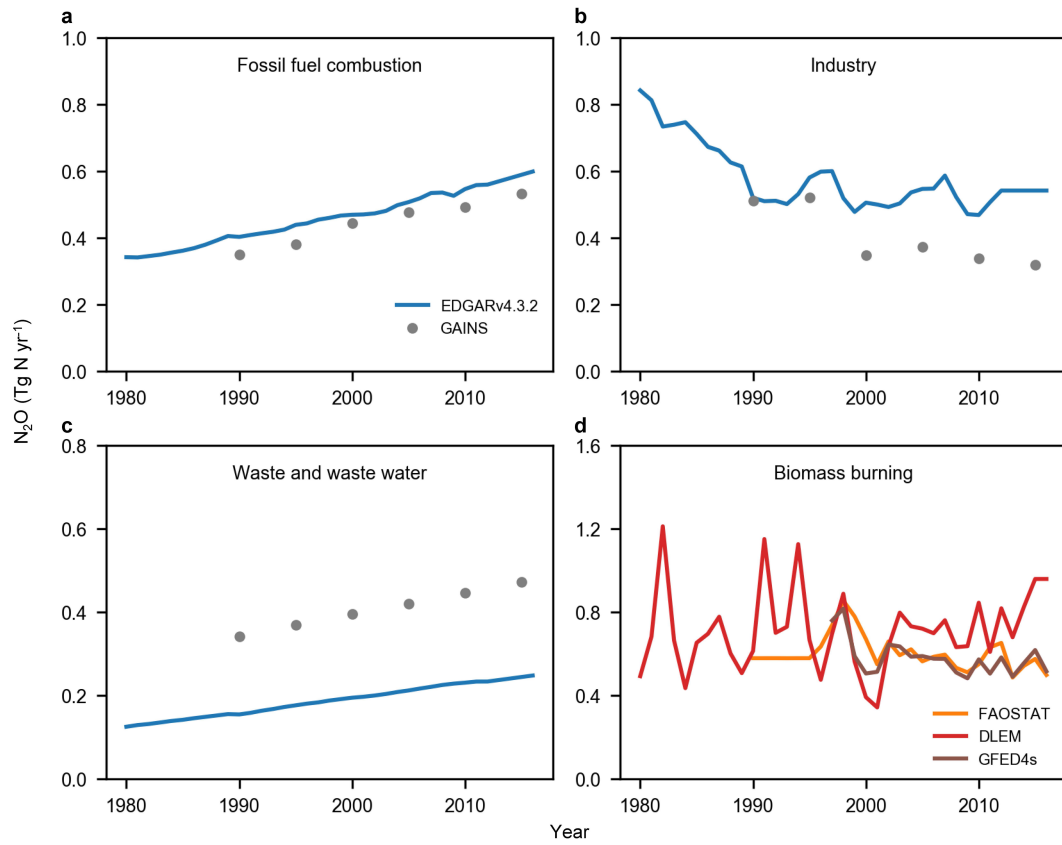 a
b
1.0
0.8
0.6
0.4
0.2
0.0
Fossil fuel combustion
EDGARv4.3.2
GAINS
1980
1990
2000
2010
1.0
0.8
0.6
0.4
0.2
0.0
Industry
1980
1990
2000
2010
N₂O (Tg N yr⁻¹)
c
d
0.8
0.6
0.4
0.2
0.0
Waste and waste water
1980
1990
2000
2010
1.6
1.2
0.8
0.4
0.0
Biomass burning
FAOSTAT
DLEM
GFED4s
1980
1990
2000
2010
Year